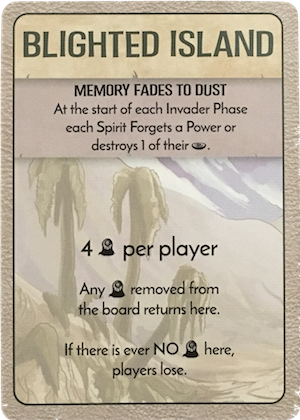 BLIGHTED ISLAND
MEMORY FADES TO DUST
At the start of each Invader Phase
each Spirit Forgets a Power or
destroys 1 of their .
4 per player
Any removed from
the board returns here.
If there is ever NO here,
players lose.